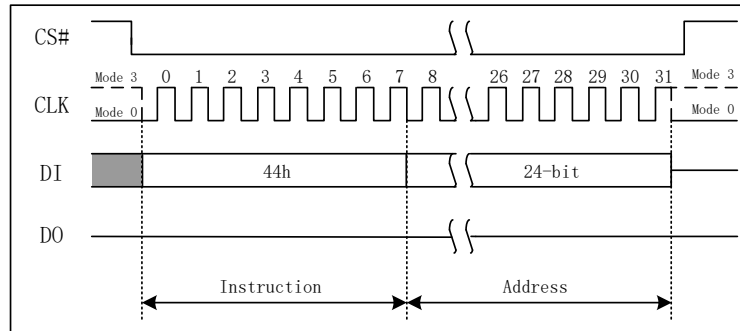 CS#
Mode 3 0 1 2 3 4 5 6 7 8 26 27 28 29 30 31 Mode 3
CLK
Mode 0 Mode 0
DI 44h 24-bit
DO
Instruction Address